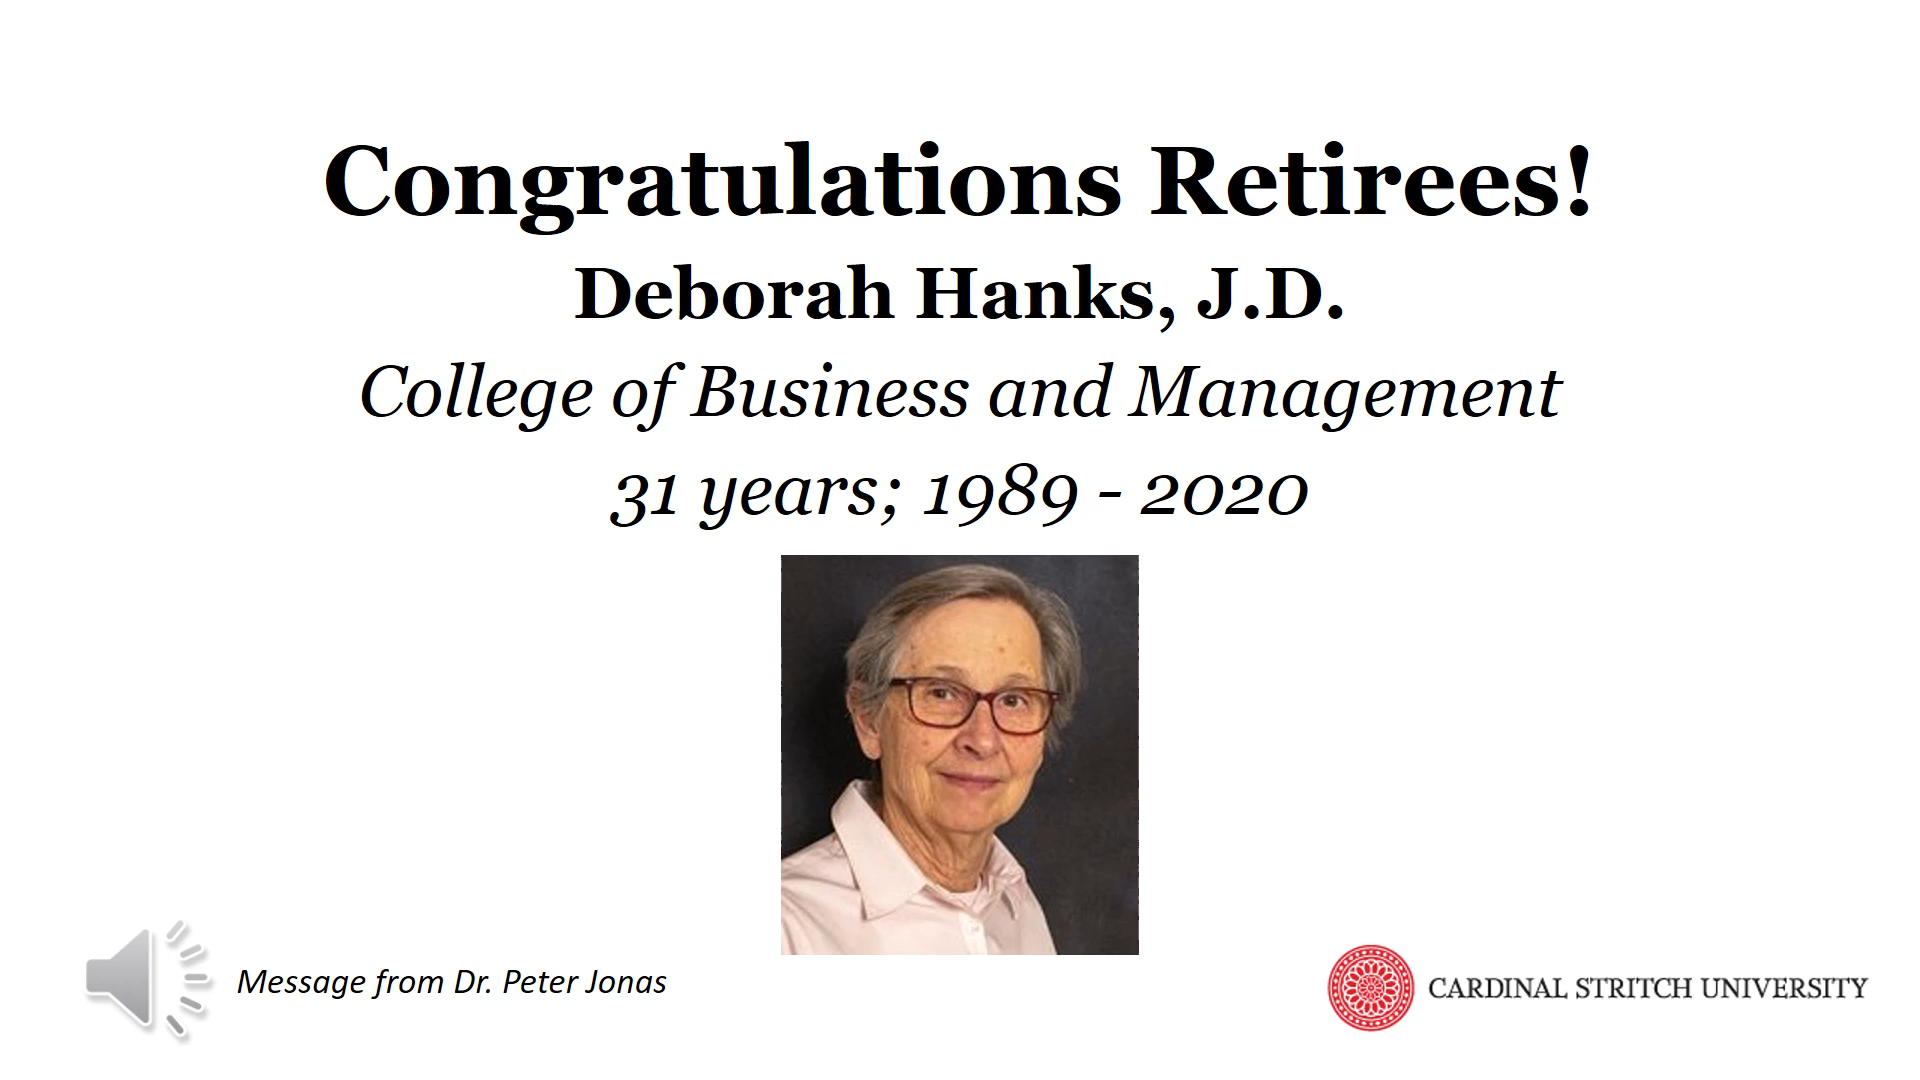 Congratulations Retirees!
Deborah Hanks, J.D.
College of Business and Management
31 years; 1989 - 2020
Message from Dr. Peter Jonas
CARDINAL STRITCH UNIVERSITY